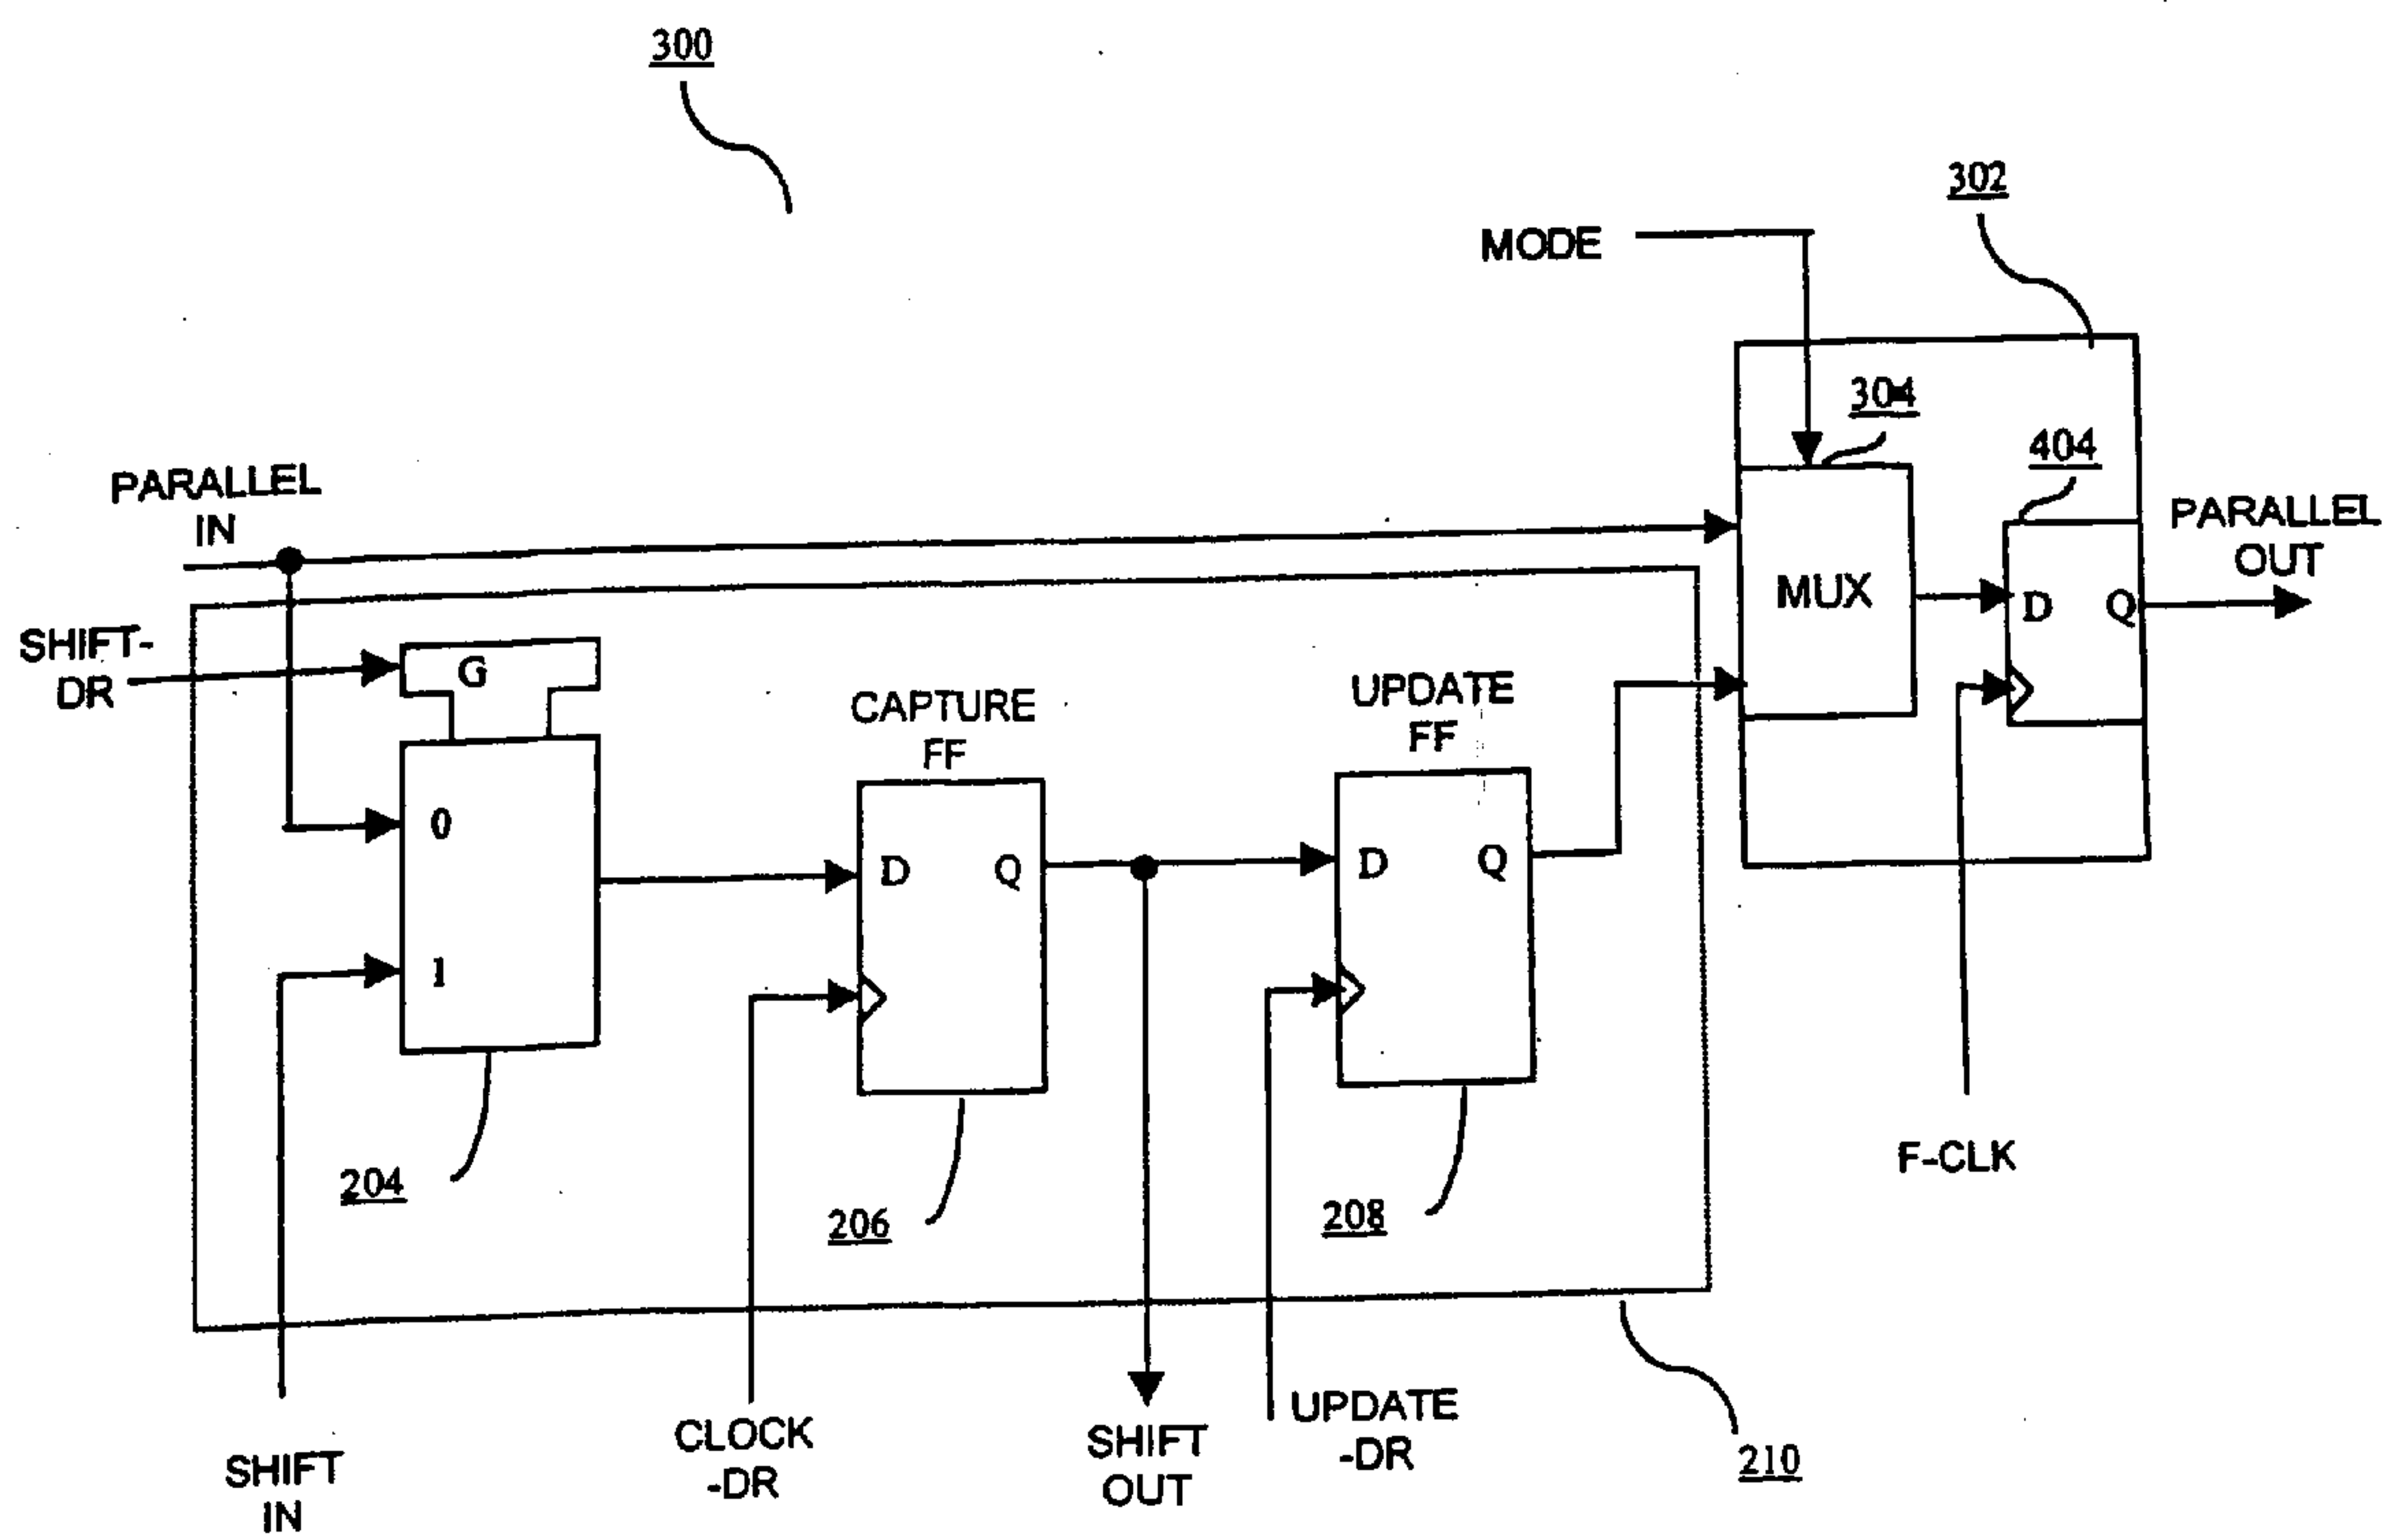 300
302
MODE
304
404
PARALLEL
IN
PARALLEL
OUT
MUX
D
Q
SHIFT-
DR
G
CAPTURE
FF
UPDATE
FF
0
1
D
Q
D
Q
204
206
208
F-CLK
SHIFT
IN
CLOCK
-DR
SHIFT
OUT
UPDATE
-DR
210